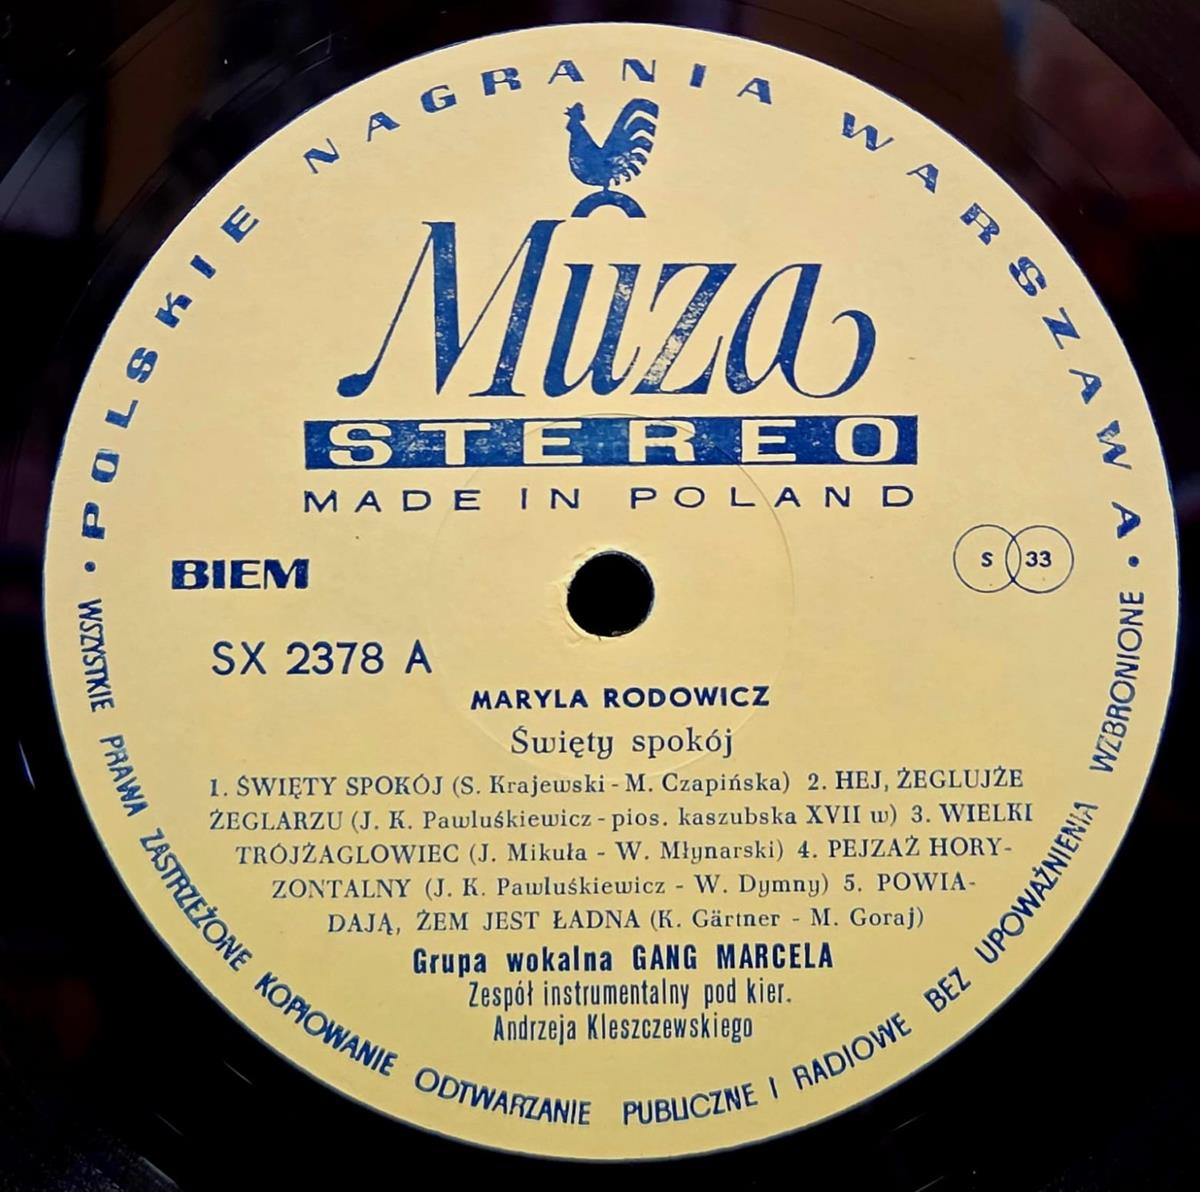 • POLSKIE NAGRANIA WARSZAWA •
Muza
STEREO
MADE IN POLAND
BIEM
S 33
SX 2378 A
MARYLA RODOWICZ
Święty spokój
1. ŚWIĘTY SPOKÓJ (S. Krajewski - M. Czapińska) 2. HEJ, ŻEGLUJŻE
ŻEGLARZU (J. K. Pawluśkiewicz - pios. kaszubska XVII w) 3. WIELKI
TRÓJŻAGLOWIEC (J. Mikuła - W. Młynarski) 4. PEJZAŻ HORY-
ZONTALNY (J. K. Pawluśkiewicz - W. Dymny) 5. POWIA-
DAJĄ, ŻEM JEST ŁADNA (K. Gärtner - M. Goraj)
Grupa wokalna GANG MARCELA
Zespół instrumentalny pod kier.
Andrzeja Kleszczewskiego
WSZYSTKIE PRAWA ZASTRZEŻONE KOPIOWANIE ODTWARZANIE PUBLICZNE I RADIOWE BEZ UPOWAŻNIENIA WZBRONIONE